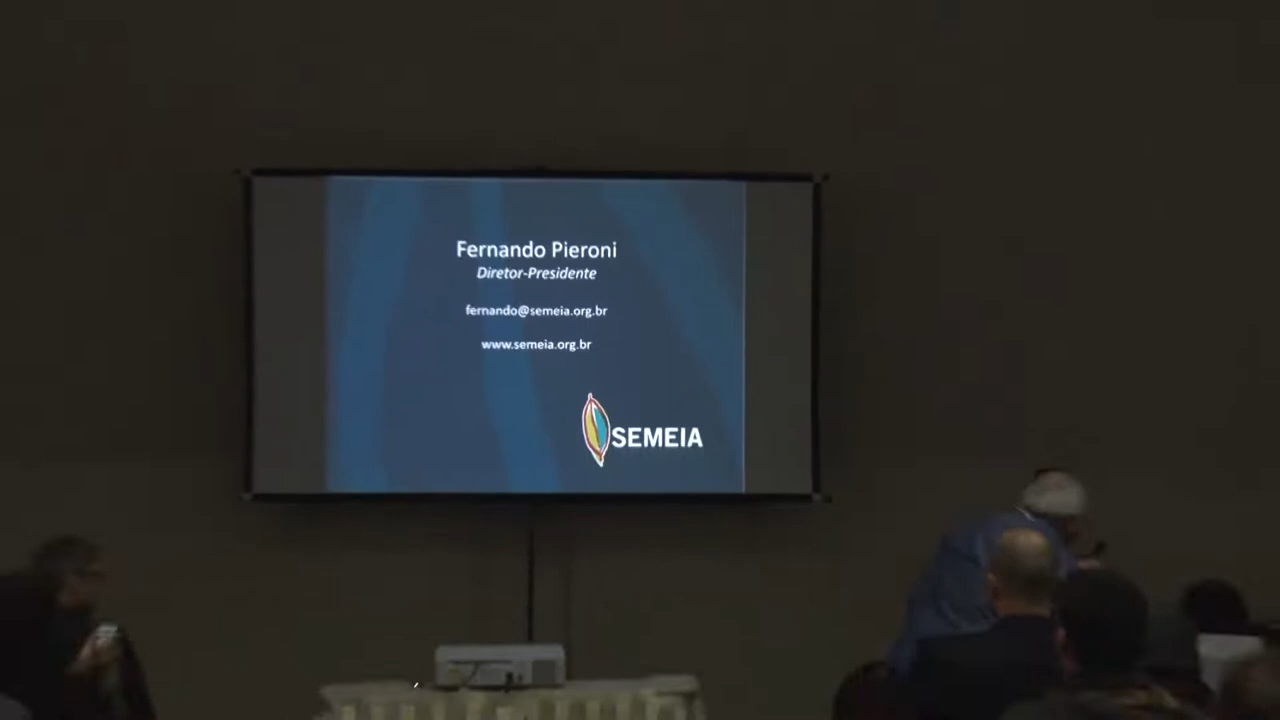 Fernando Pieroni
Diretor-Presidente
fernando@semeia.org.br
www.semeia.org.br
SEMEIA